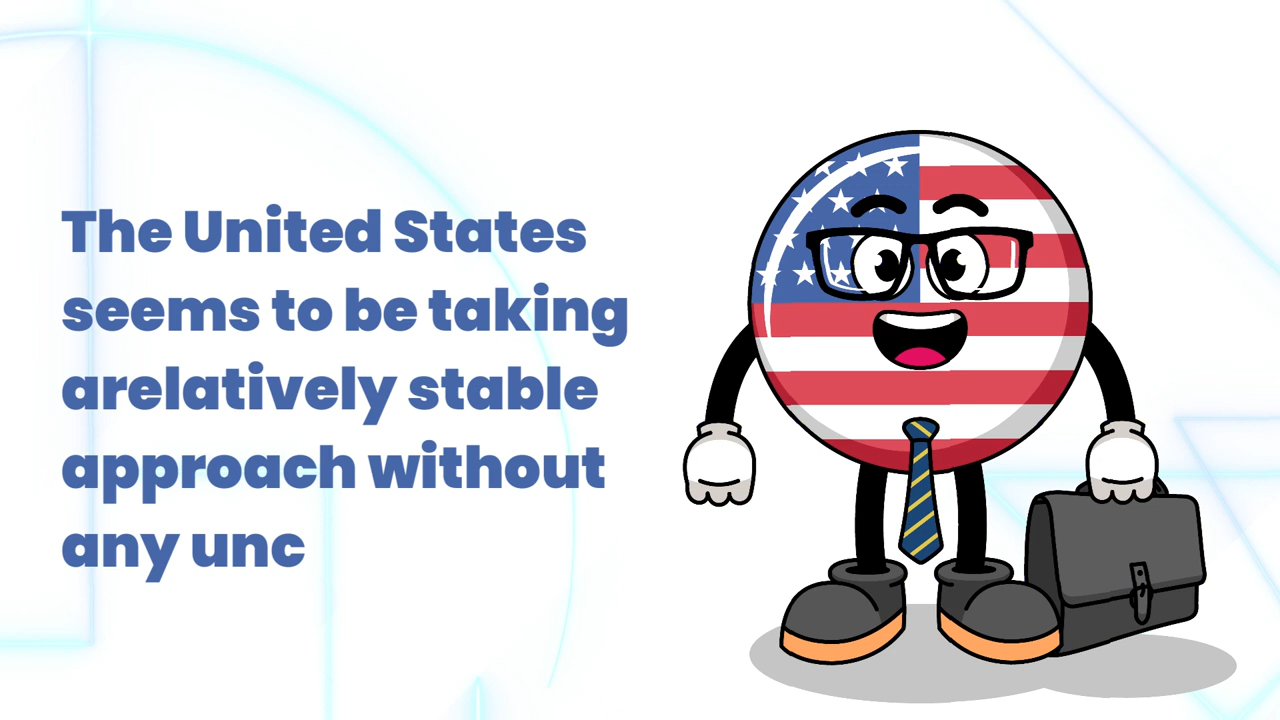 The United States
seems to be taking
arelatively stable
approach without
any unc